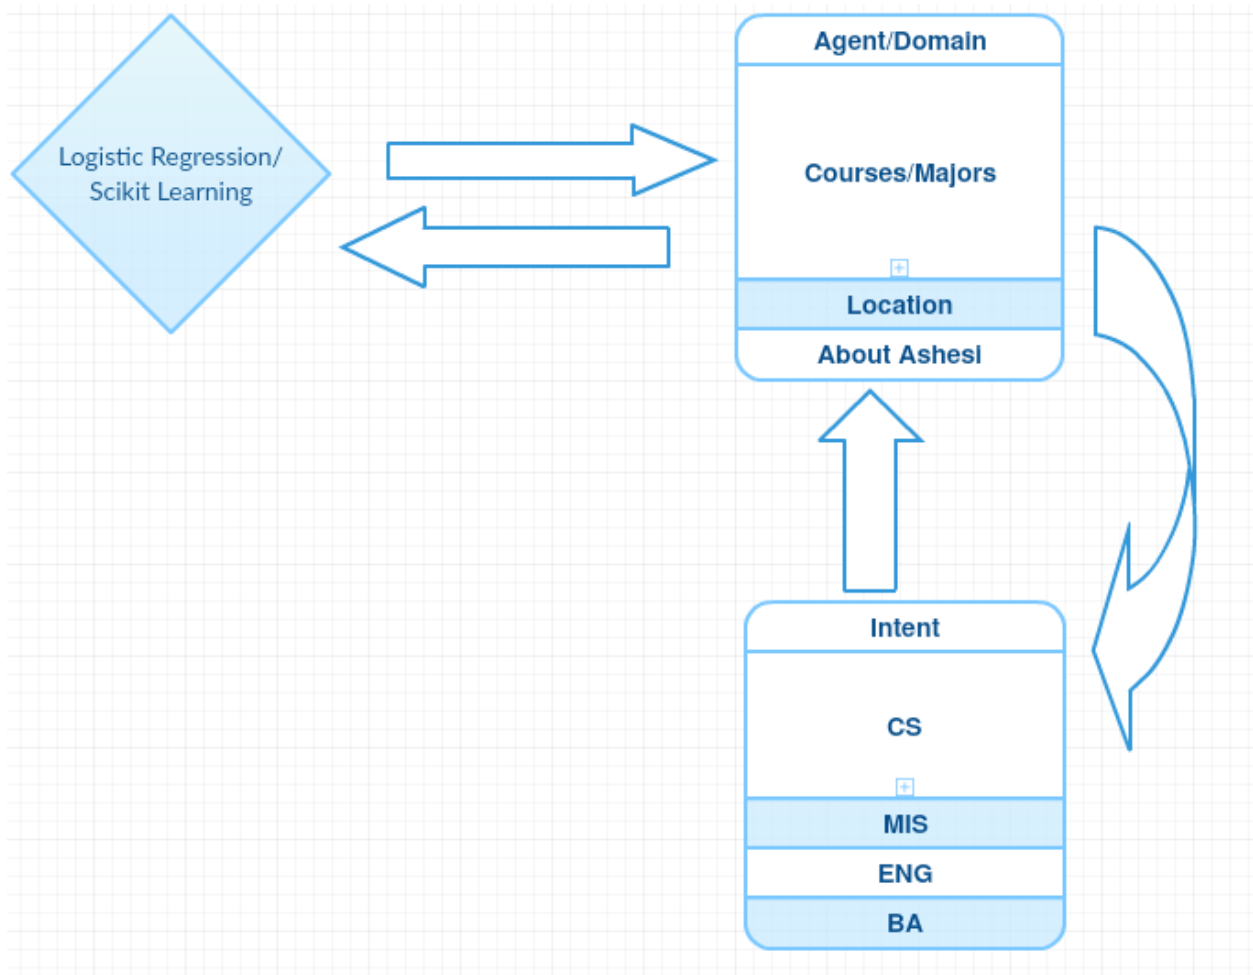 Logistic Regression/
Scikit Learning
Agent/Domain
Courses/Majors
Location
About Ashesi
Intent
CS
MIS
ENG
BA